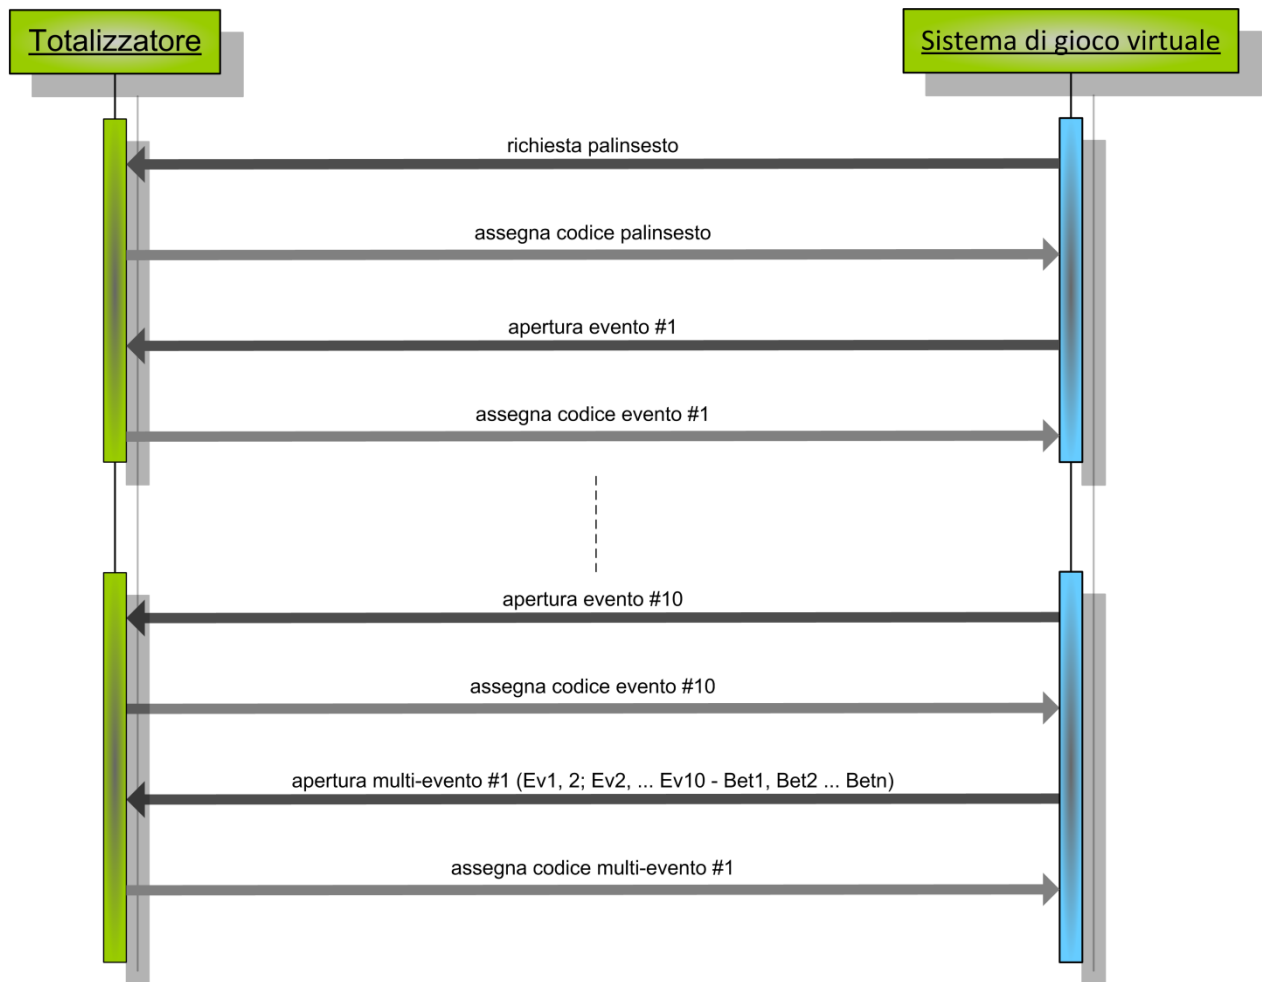 Totalizzatore
Sistema di gioco virtuale
richiesta palinsesto
assegna codice palinsesto
apertura evento #1
assegna codice evento #1
apertura evento #10
assegna codice evento #10
apertura multi-evento #1 (Ev1, 2; Ev2, ... Ev10 - Bet1, Bet2 ... Betn)
assegna codice multi-evento #1